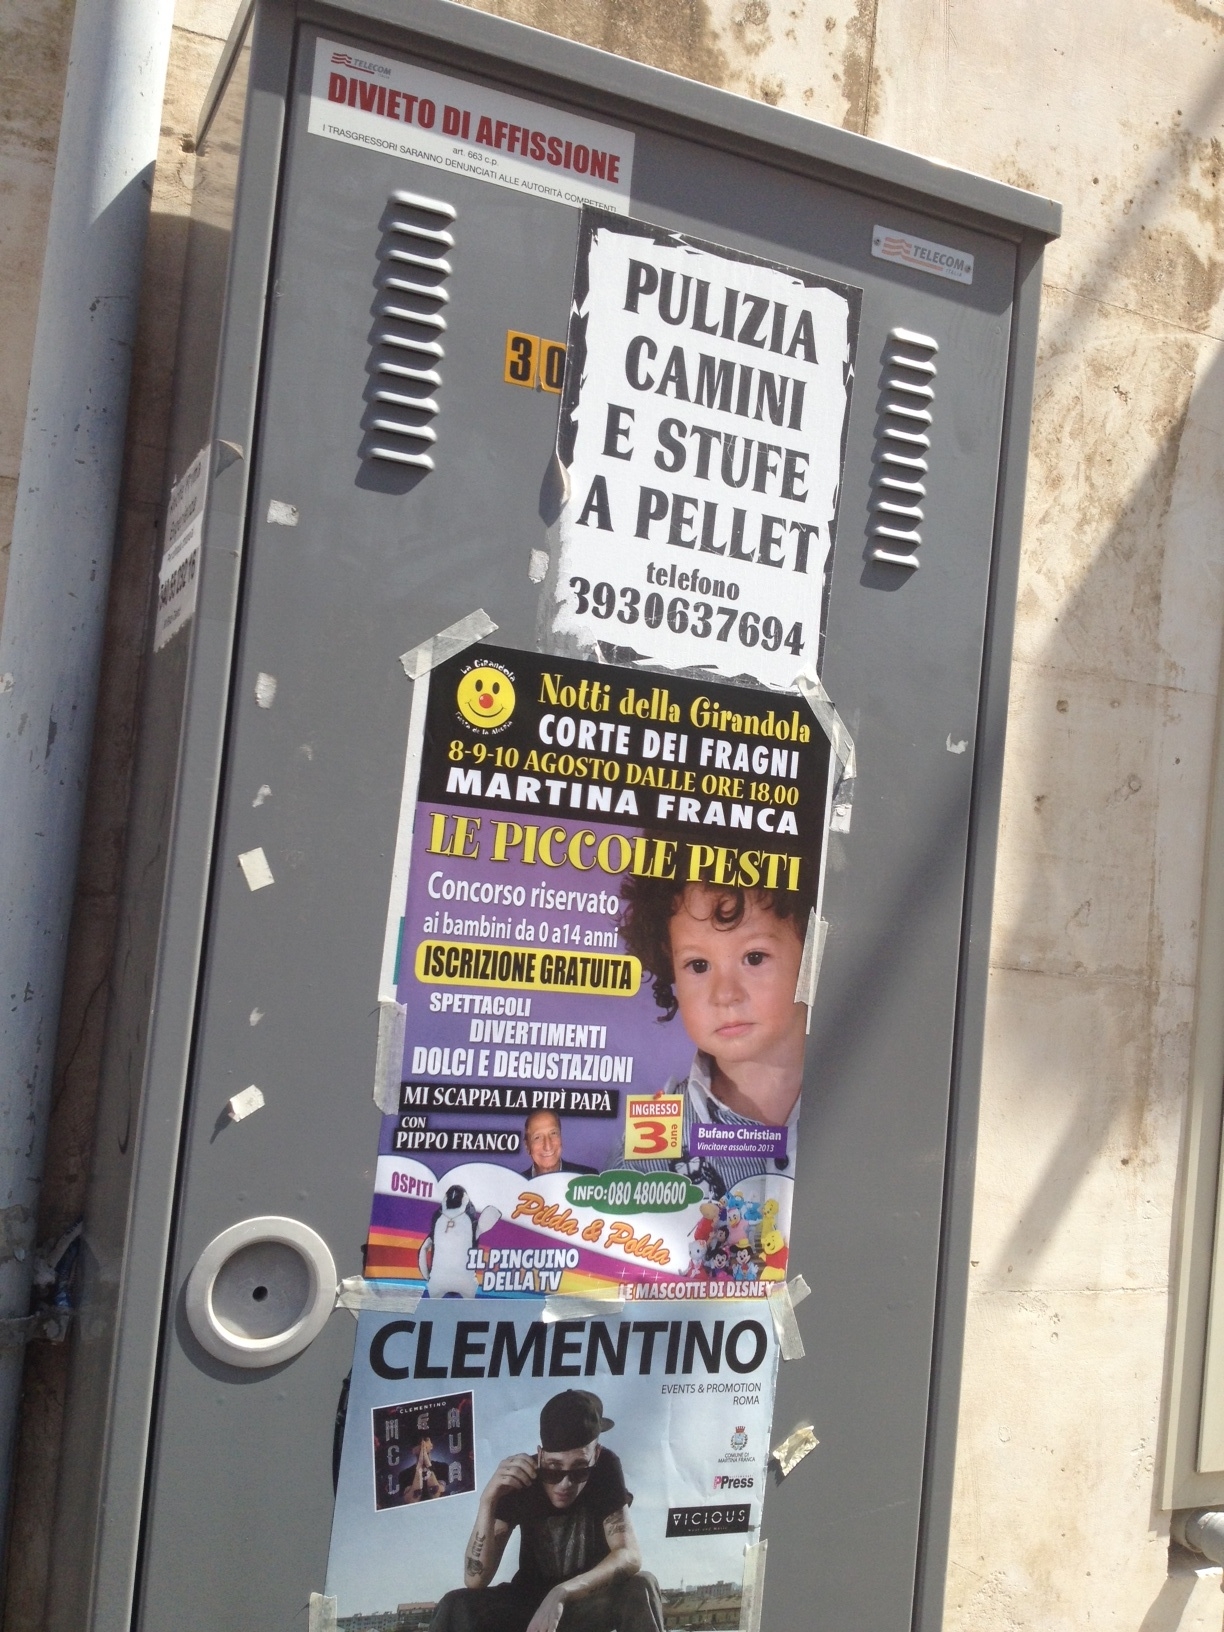 TELECOM
ITALIA
DIVIETO DI AFFISSIONE
art. 663 c.p.
I TRASGRESSORI SARANNO DENUNCIATI ALLE AUTORITÀ COMPETENTI
TELECOM
ITALIA
30
PULIZIA
CAMINI
E STUFE
A PELLET
telefono
3930637694
La Girandola
Notti della Girandola
CORTE DEI FRAGNI
8-9-10 AGOSTO DALLE ORE 18,00
MARTINA FRANCA
LE PICCOLE PESTI
Concorso riservato
ai bambini da 0 a14 anni
ISCRIZIONE GRATUITA
SPETTACOLI
DIVERTIMENTI
DOLCI E DEGUSTAZIONI
MI SCAPPA LA PIPÌ PAPÀ
CON
PIPPO FRANCO
INGRESSO
3 euro
Bufano Christian
Vincitore assoluto 2013
OSPITI
INFO:080 4800600
Pilda & Polda
P
IL PINGUINO
DELLA TV
LE MASCOTTE DI DISNEY
CLEMENTINO
EVENTS & PROMOTION
ROMA
CLEMENTINO
COMUNE DI
MARTINA FRANCA
PPress
VICIOUS